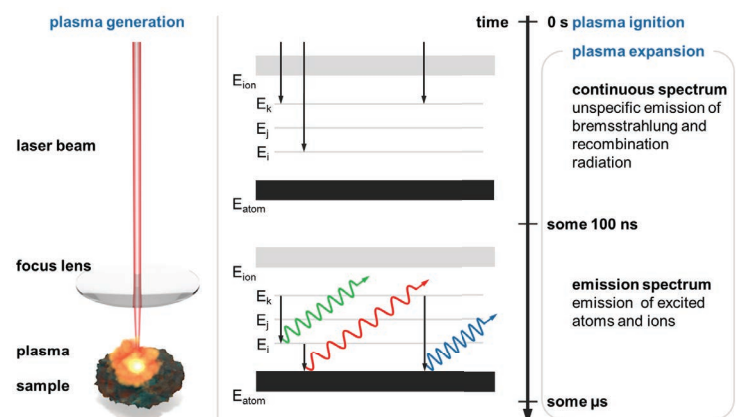 plasma generation
laser beam
focus lens
plasma
sample
E_ion
E_k
E_j
E_i
E_atom
E_ion
E_k
E_j
E_i
E_atom
time
0 s plasma ignition
plasma expansion
continuous spectrum
unspecific emission of
bremsstrahlung and
recombination
radiation
some 100 ns
emission spectrum
emission of excited
atoms and ions
some µs